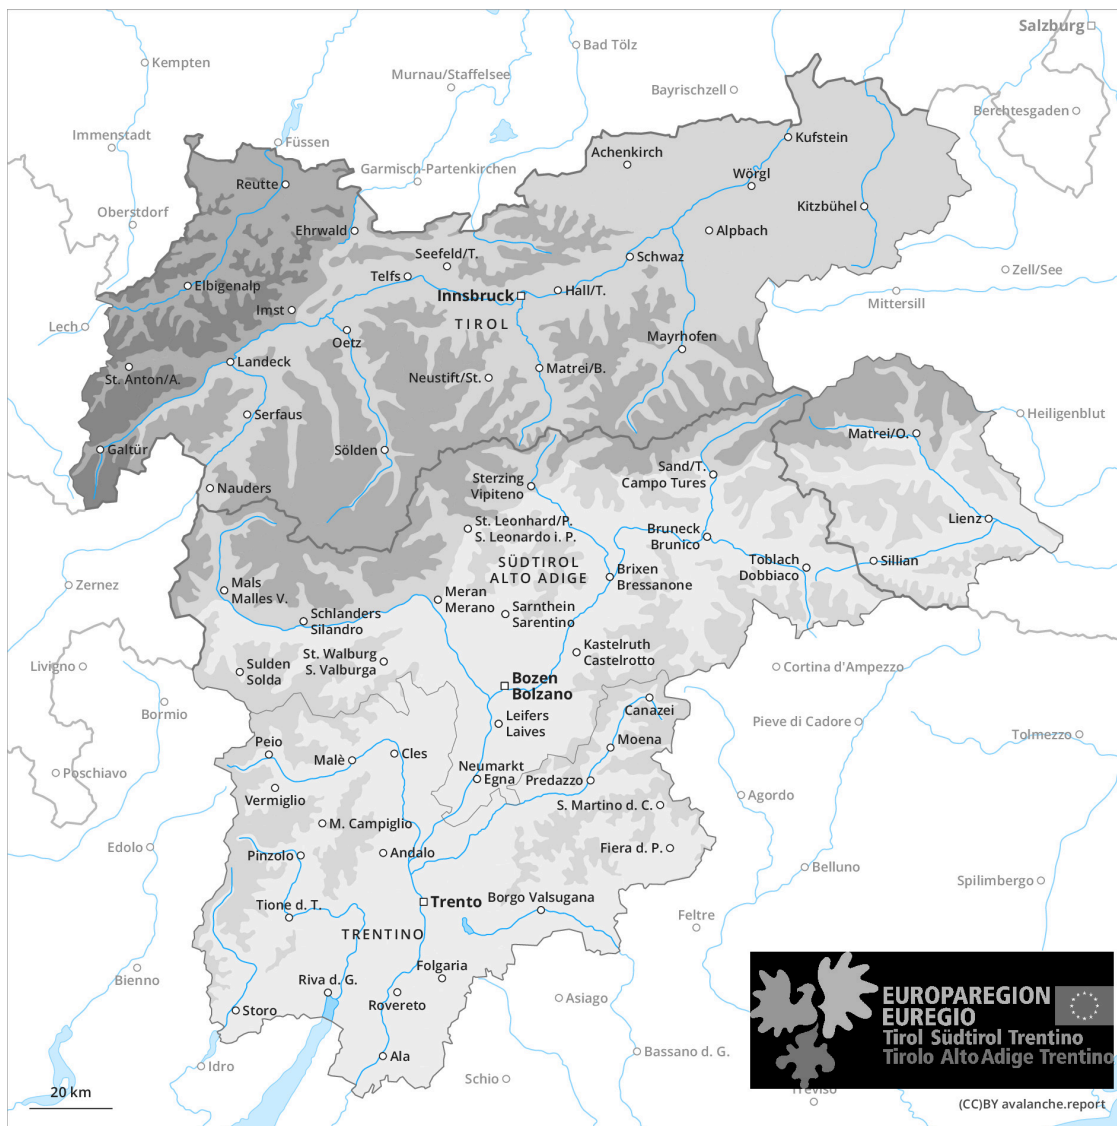 Salzburg
Bad Tölz
Kempten
Murnau/Staffelsee
Bayrischzell
Berchtesgaden
Immenstadt
Füssen
Kufstein
Achenkirch
Garmisch-Partenkirchen
Wörgl
Reutte
Oberstdorf
Kitzbühel
Ehrwald
Alpbach
Seefeld/T.
Schwaz
Telfs
Zell/See
Elbigenalp
Innsbruck
Hall/T.
Mittersill
Imst
TIROL
Lech
Oetz
Mayrhofen
Landeck
Matrei/B.
St. Anton/A.
Neustift/St.
Serfaus
Heiligenblut
Matrei/O.
Galtür
Sölden
Sand/T.
Campo Tures
Sterzing
Vipiteno
Nauders
Lienz
St. Leonhard/P.
S. Leonardo i. P.
Bruneck
Brunico
SÜDTIROL
ALTO ADIGE
Toblach
Dobbiaco
Sillian
Brixen
Bressanone
Zernez
Mals
Malles V.
Meran
Merano
Schlanders
Silandro
Sarnthein
Sarentino
Kastelruth
Castelrotto
St. Walburg
S. Valburga
Livigno
Sulden
Solda
Cortina d'Ampezzo
Bozen
Bolzano
Bormio
Canazei
Leifers
Laives
Pieve di Cadore
Tolmezzo
Peio
Moena
Cles
Malè
Poschiavo
Neumarkt
Egna
Predazzo
Vermiglio
Agordo
S. Martino d. C.
M. Campiglio
Edolo
Pinzolo
Andalo
Fiera d. P.
Belluno
Spilimbergo
Trento
Borgo Valsugana
Tione d. T.
Feltre
TRENTINO
Bienno
Folgaria
Riva d. G.
Rovereto
Asiago
Storo
EUROPAREGION
EUREGIO
Tirol Südtirol Trentino
Tirolo Alto Adige Trentino
Ala
Bassano d. G.
Idro
Schio
Treviso
20 km
(CC)BY avalanche.report